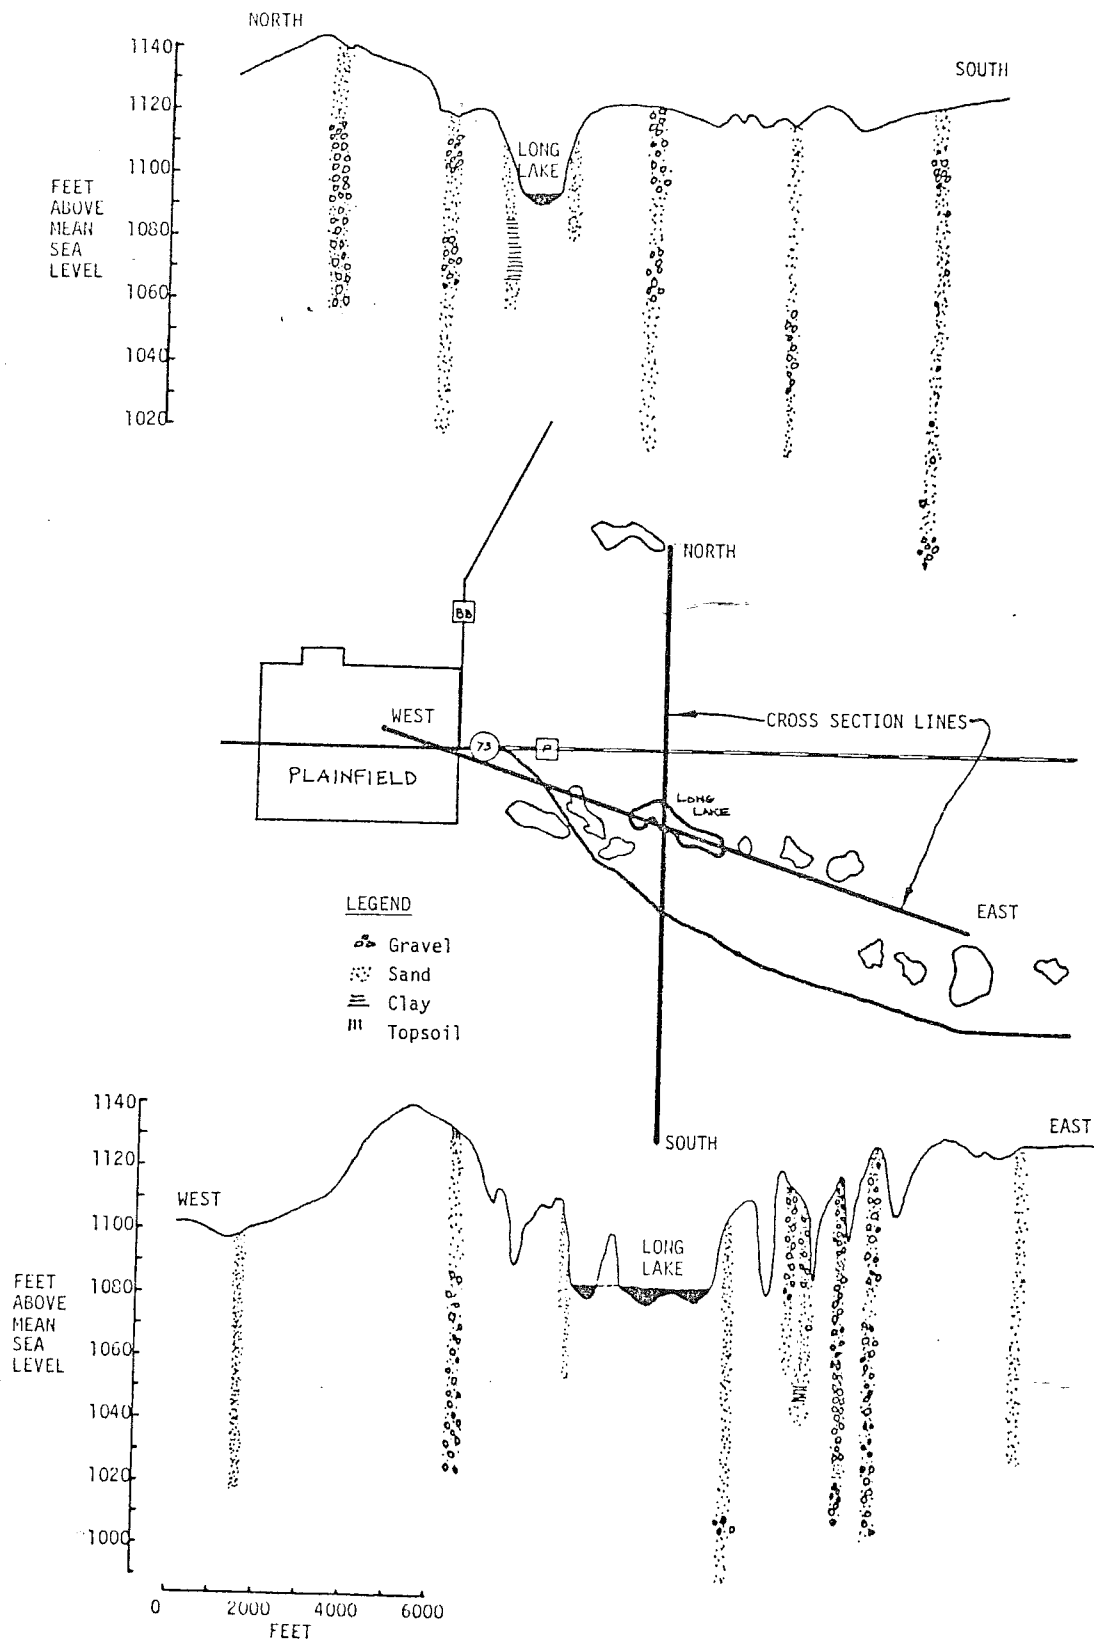 NORTH
SOUTH
1140
1120
1100
1080
1060
1040
1020
FEET
ABOVE
MEAN
SEA
LEVEL
LONG
LAKE
NORTH
BB
WEST
CROSS SECTION LINES
73
P
PLAINFIELD
LONG
LAKE
LEGEND
Gravel
Sand
Clay
Topsoil
EAST
SOUTH
1140
1120
1100
1080
1060
1040
1020
1000
WEST
EAST
FEET
ABOVE
MEAN
SEA
LEVEL
LONG
LAKE
0 2000 4000 6000
FEET